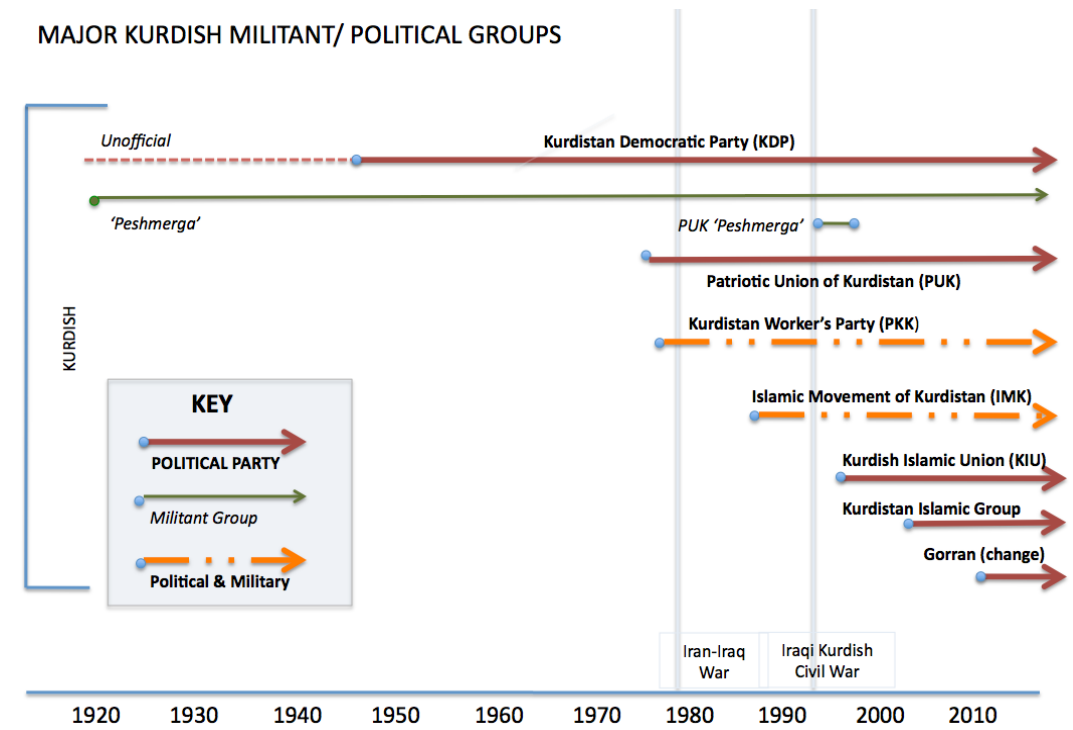 MAJOR KURDISH MILITANT/ POLITICAL GROUPS
Unofficial
Kurdistan Democratic Party (KDP)
‘Peshmerga’
PUK ‘Peshmerga’
Patriotic Union of Kurdistan (PUK)
Kurdistan Worker’s Party (PKK)
KURDISH
Islamic Movement of Kurdistan (IMK)
Kurdish Islamic Union (KIU)
Kurdistan Islamic Group
Gorran (change)
KEY
POLITICAL PARTY
Militant Group
Political & Military
Iran-Iraq
War
Iraqi Kurdish
Civil War
1920 1930 1940 1950 1960 1970 1980 1990 2000 2010